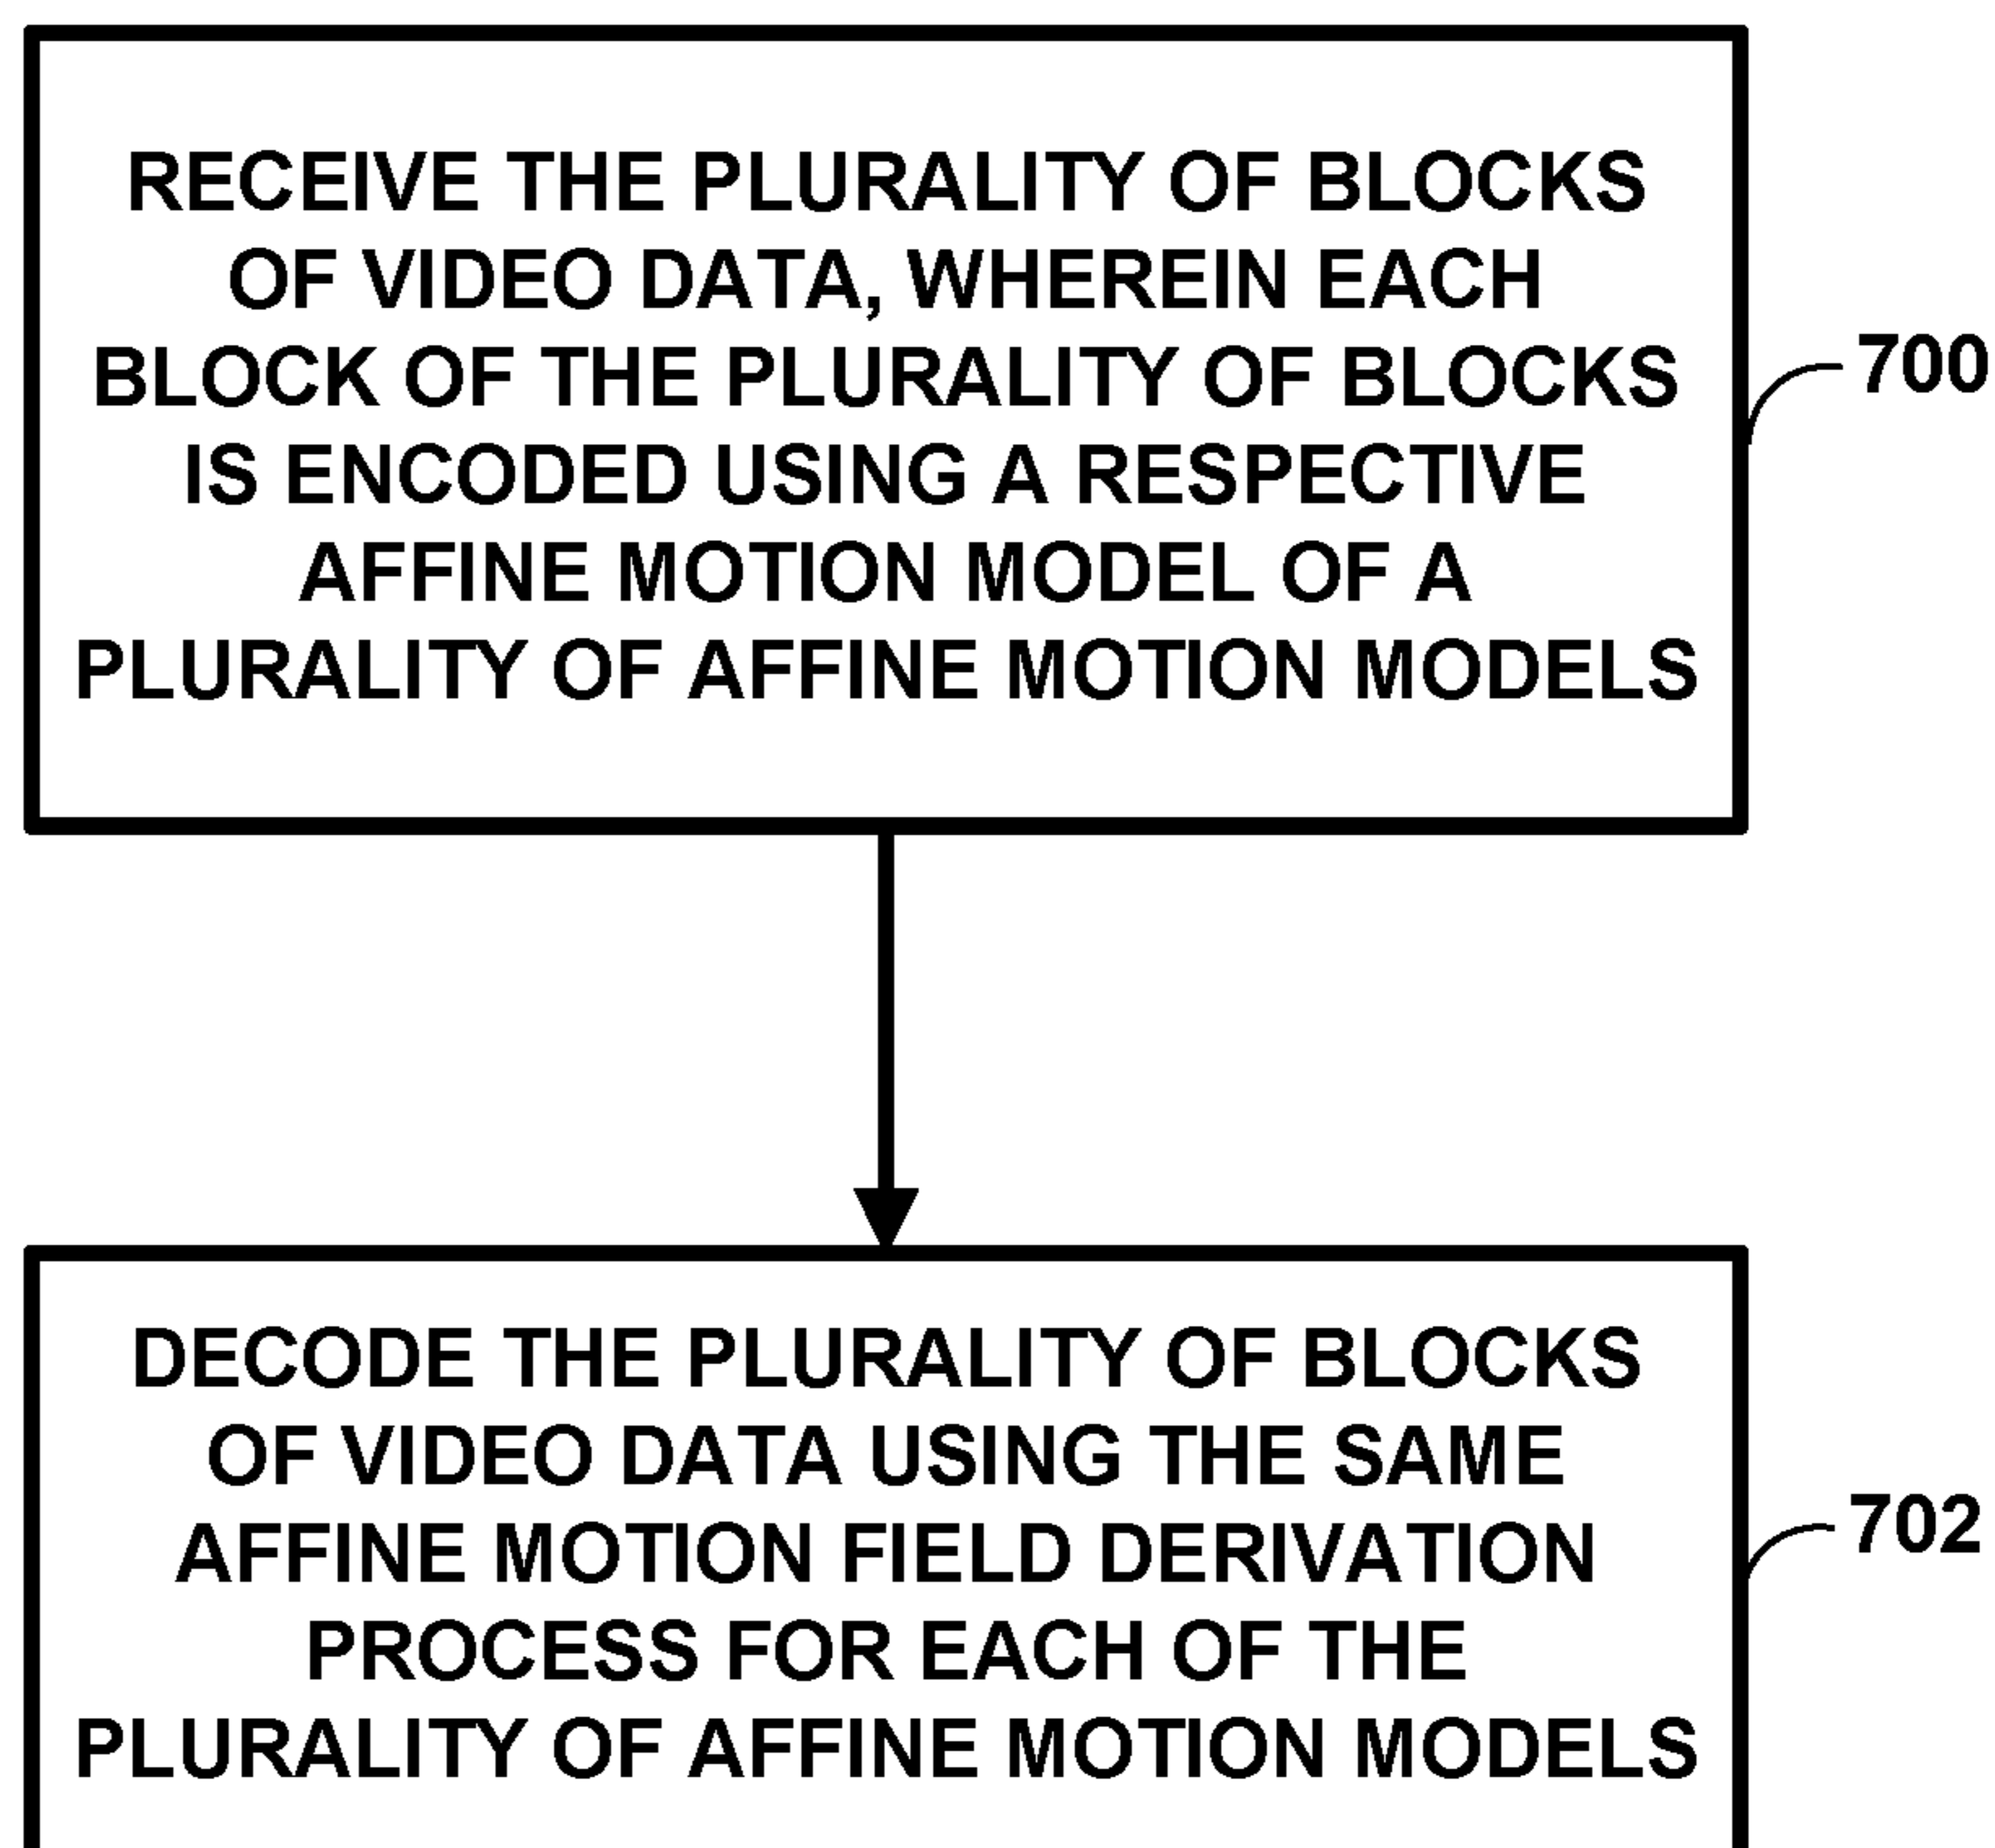 RECEIVE THE PLURALITY OF BLOCKS
OF VIDEO DATA, WHEREIN EACH
BLOCK OF THE PLURALITY OF BLOCKS
IS ENCODED USING A RESPECTIVE
AFFINE MOTION MODEL OF A
PLURALITY OF AFFINE MOTION MODELS
700
DECODE THE PLURALITY OF BLOCKS
OF VIDEO DATA USING THE SAME
AFFINE MOTION FIELD DERIVATION
PROCESS FOR EACH OF THE
PLURALITY OF AFFINE MOTION MODELS
702